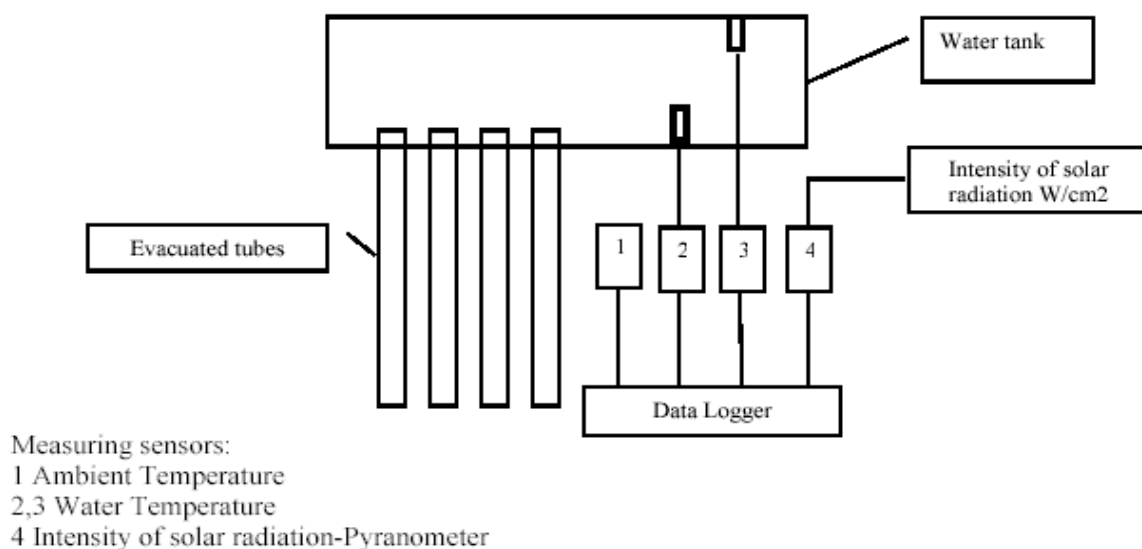 Water tank
Intensity of solar
radiation W/cm2
Evacuated tubes
1
2
3
4
Data Logger
Measuring sensors:
1 Ambient Temperature
2,3 Water Temperature
4 Intensity of solar radiation-Pyranometer